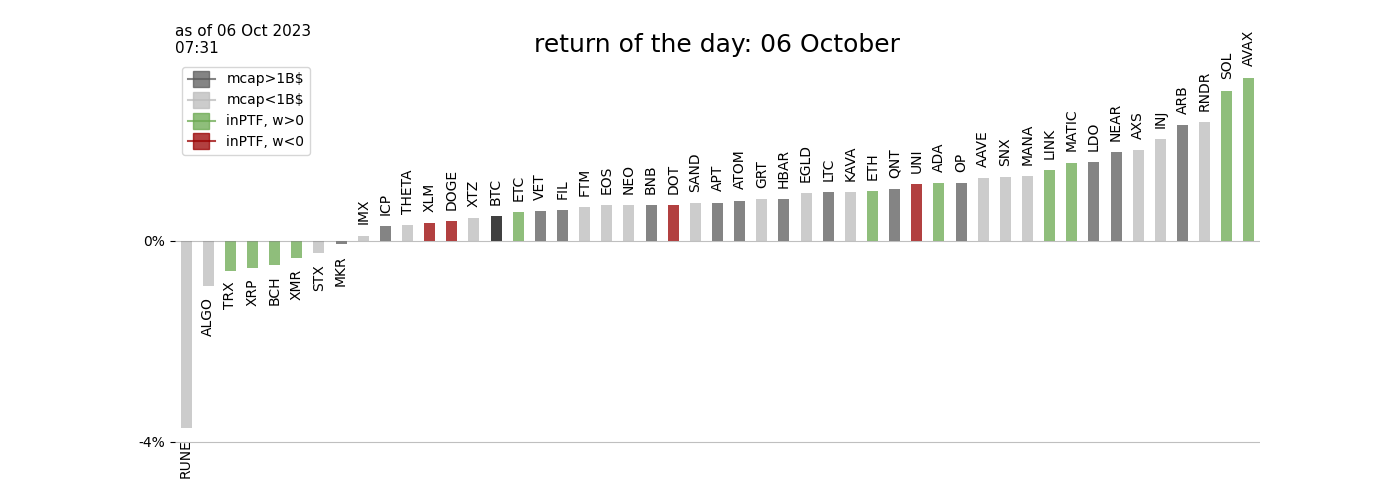 as of 06 Oct 2023
07:31
return of the day: 06 October
mcap>1B$
mcap<1B$
inPTF, w>0
inPTF, w<0
0%
-4%
RUNE
ALGO
TRX
XRP
BCH
XMR
STX
MKR
IMX
ICP
THETA
XLM
DOGE
XTZ
BTC
ETC
VET
FIL
FTM
EOS
NEO
BNB
DOT
SAND
APT
ATOM
GRT
HBAR
EGLD
LTC
KAVA
ETH
QNT
UNI
ADA
OP
AAVE
SNX
MANA
LINK
MATIC
LDO
NEAR
AXS
INJ
ARB
RNDR
SOL
AVAX